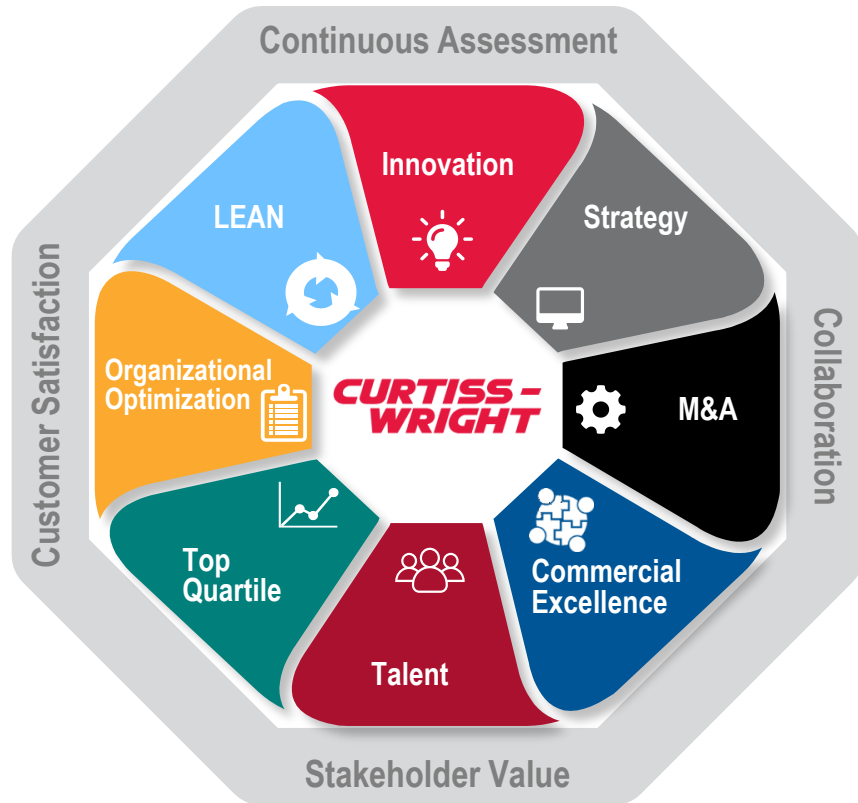 Continuous Assessment
Innovation
Strategy
LEAN
Customer Satisfaction
Collaboration
Organizational
Optimization
CURTISS-
WRIGHT
M&A
Top
Quartile
Commercial
Excellence
Talent
Stakeholder Value